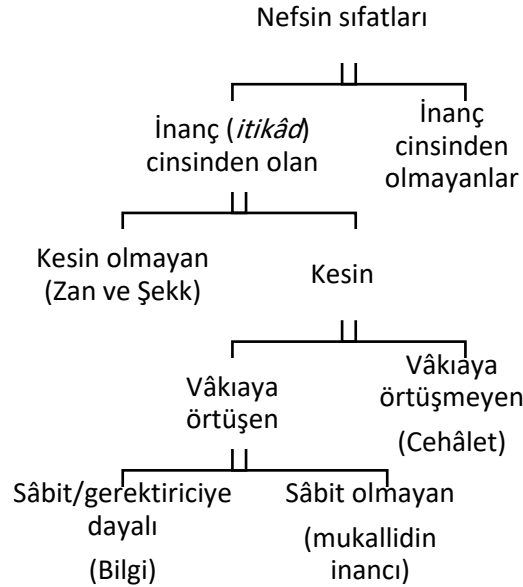 Nefsin sıfatları
İnanç (itikâd)
cinsinden olan
İnanç
cinsinden
olmayanlar
Kesin olmayan
(Zan ve Şekk)
Kesin
Vâkıaya
örtüşen
Vâkıaya
örtüşmeyen
(Cehâlet)
Sâbit/gerektiriciye
dayalı
(Bilgi)
Sâbit olmayan
(mukallidin
inancı)